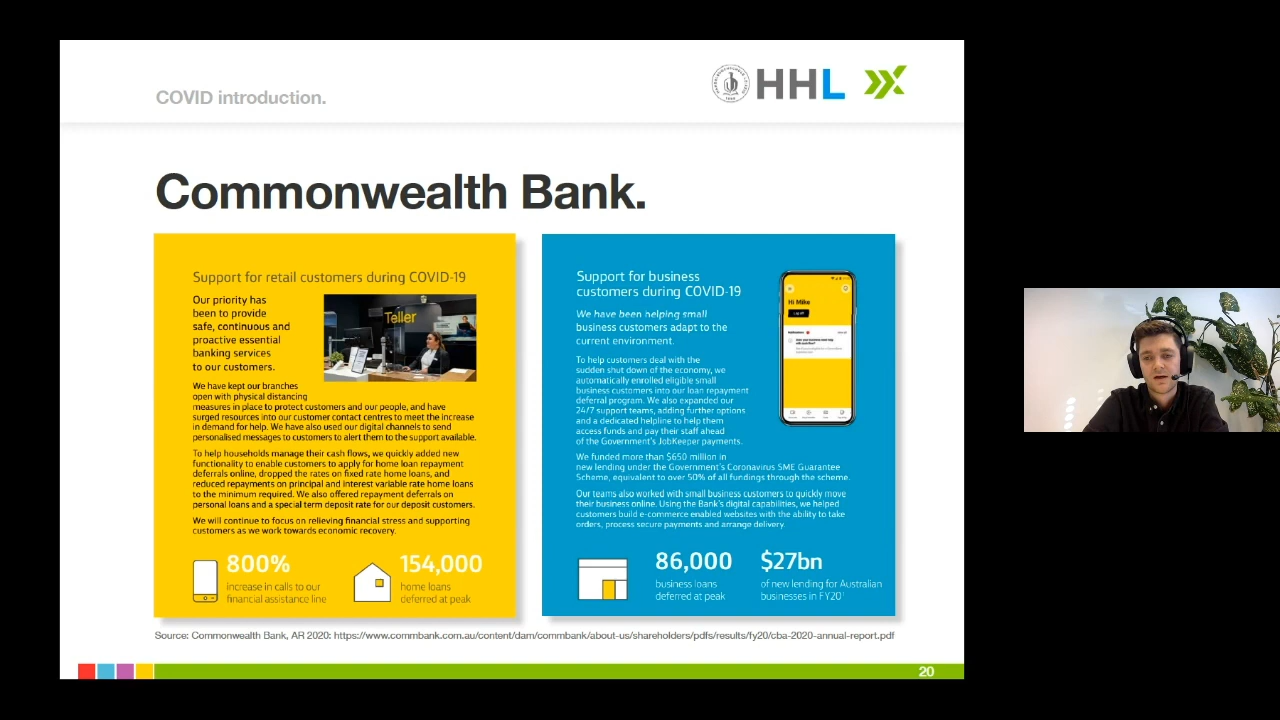 COVID introduction.
HHL
Commonwealth Bank.
Support for retail customers during COVID-19
Our priority has
been to provide
safe, continuous and
proactive essential
banking services
to our customers.
Teller
We have kept our branches
open with physical distancing
measures in place to protect customers and our people, and have
surged resources into our customer contact centres to meet the increase
in demand for help. We have also used our digital channels to send
personalised messages to customers to alert them to the support available.
To help households manage their cash flows, we quickly added new
functionality to enable customers to apply for home loan repayment
deferrals online, dropped the rates on fixed rate home loans, and
reduced repayments on principal and interest variable rate home loans
to the minimum required. We also offered repayment deferrals on
personal loans and a special term deposit rate for our deposit customers.
We will continue to focus on relieving financial stress and supporting
customers as we work towards economic recovery.
800%
increase in calls to our
financial assistance line
154,000
home loans
deferred at peak
Support for business
customers during COVID-19
We have been helping small
business customers adapt to the
current environment.
To help customers deal with the
sudden shut down of the economy, we
automatically enrolled eligible small
business customers into our loan repayment
deferral program. We also expanded our
24/7 support teams, adding further options
and a dedicated helpline to help them
access funds and pay their staff ahead
of the Government's JobKeeper payments.
We funded more than $650 million in
new lending under the Government's Coronavirus SME Guarantee
Scheme, equivalent to over 50% of all fundings through the scheme.
Our teams also worked with small business customers to quickly move
their business online. Using the Bank's digital capabilities, we helped
customers build e-commerce enabled websites with the ability to take
orders, process secure payments and arrange delivery.
Hi Mike
86,000
business loans
deferred at peak
$27bn
of new lending for Australian
businesses in FY20¹
Source: Commonwealth Bank, AR 2020: https://www.commbank.com.au/content/dam/commbank/about-us/shareholders/pdfs/results/fy20/cba-2020-annual-report.pdf
20